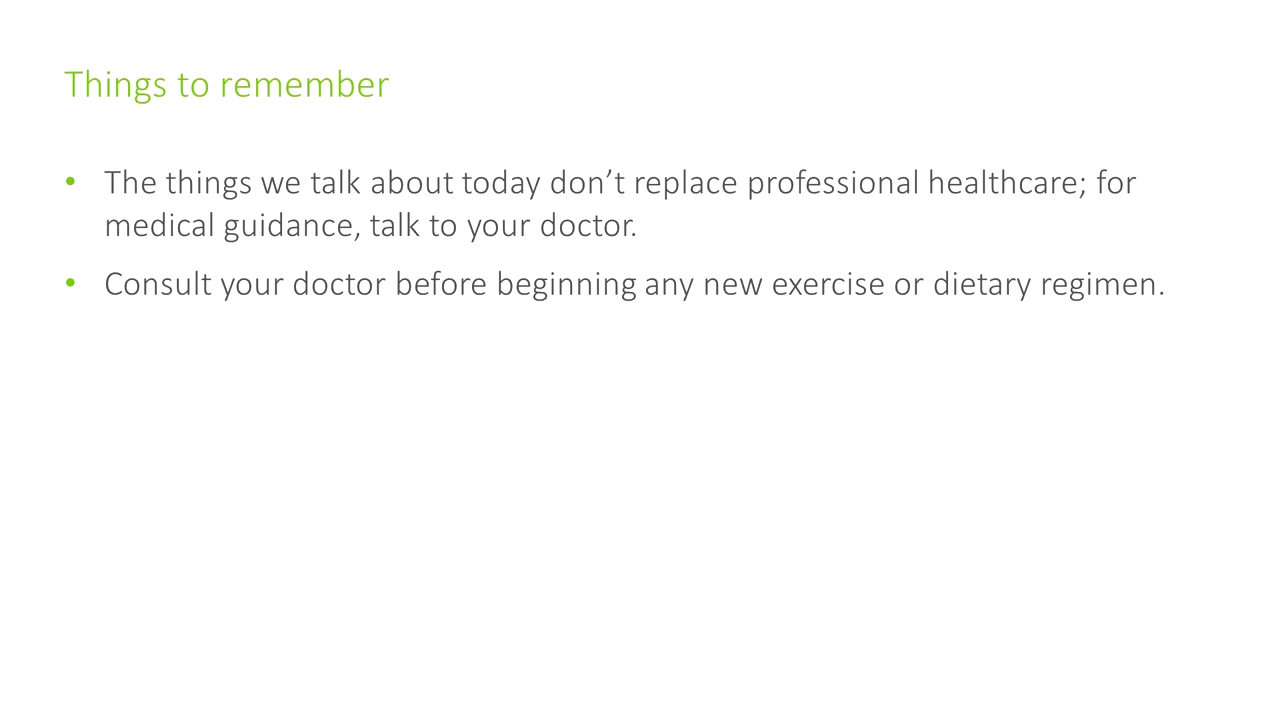 Things to remember
• The things we talk about today don’t replace professional healthcare; for
medical guidance, talk to your doctor.
• Consult your doctor before beginning any new exercise or dietary regimen.